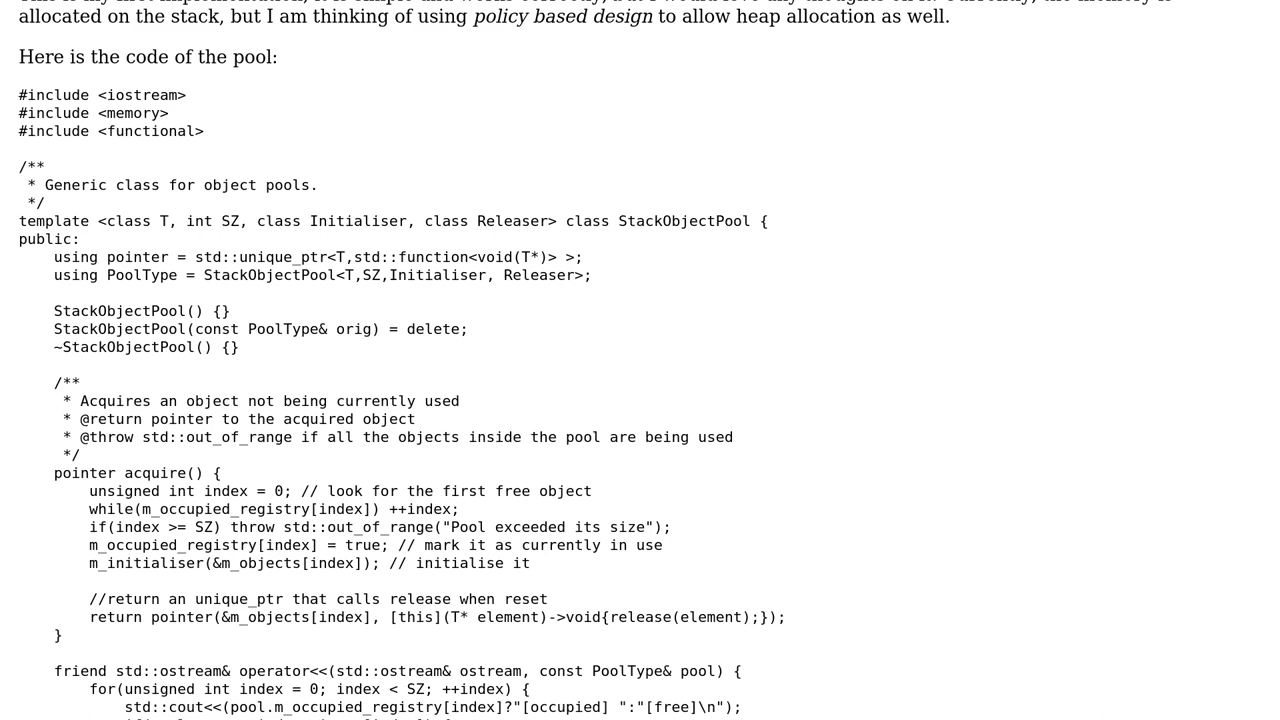 allocated on the stack, but I am thinking of using policy based design to allow heap allocation as well.
Here is the code of the pool:
#include <iostream>
#include <memory>
#include <functional>
/**
 * Generic class for object pools.
 */
template <class T, int SZ, class Initialiser, class Releaser> class StackObjectPool {
public:
    using pointer = std::unique_ptr<T,std::function<void(T*)> >;
    using PoolType = StackObjectPool<T,SZ,Initialiser, Releaser>;
    StackObjectPool() {}
    StackObjectPool(const PoolType& orig) = delete;
    ~StackObjectPool() {}
    /**
     * Acquires an object not being currently used
     * @return pointer to the acquired object
     * @throw std::out_of_range if all the objects inside the pool are being used
     */
    pointer acquire() {
        unsigned int index = 0; // look for the first free object
        while(m_occupied_registry[index]) ++index;
        if(index >= SZ) throw std::out_of_range("Pool exceeded its size");
        m_occupied_registry[index] = true; // mark it as currently in use
        m_initialiser(&m_objects[index]); // initialise it
        //return an unique_ptr that calls release when reset
        return pointer(&m_objects[index], [this](T* element)->void{release(element);});
    }
    friend std::ostream& operator<<(std::ostream& ostream, const PoolType& pool) {
        for(unsigned int index = 0; index < SZ; ++index) {
            std::cout<<(pool.m_occupied_registry[index]?"[occupied] ":"[free]\n");